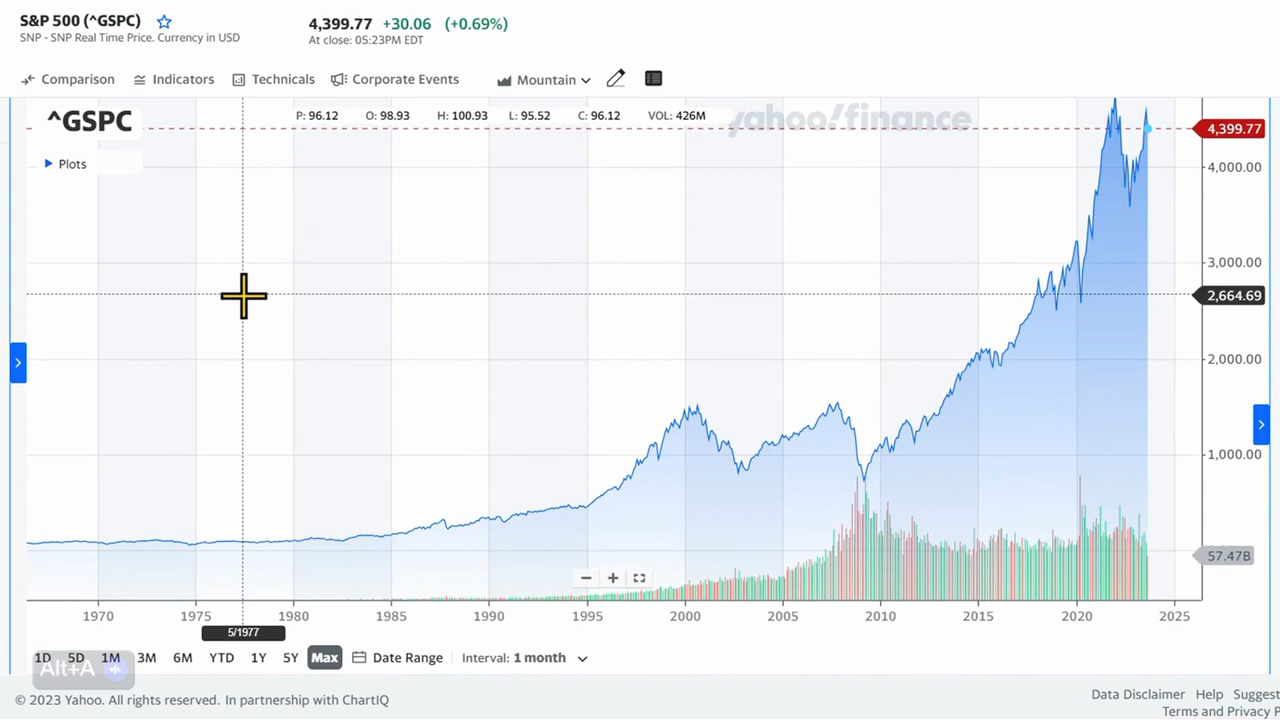 S&P 500 (^GSPC)
SNP - SNP Real Time Price. Currency in USD
4,399.77 +30.06 (+0.69%)
At close: 05:23PM EDT
Comparison Indicators Technicals Corporate Events Mountain
^GSPC
P: 96.12 O: 98.93 H: 100.93 L: 95.52 C: 96.12 VOL: 426M
yahoo!finance
Plots
4,399.77
4,000.00
3,000.00
2,664.69
2,000.00
1,000.00
57.47B
1970 1975 1980 1985 1990 1995 2000 2005 2010 2015 2020 2025
5/1977
1D 5D 1M 3M 6M YTD 1Y 5Y Max Date Range Interval: 1 month
Alt+A
© 2023 Yahoo. All rights reserved. In partnership with ChartIQ
Data Disclaimer Help Suggest
Terms and Privacy P